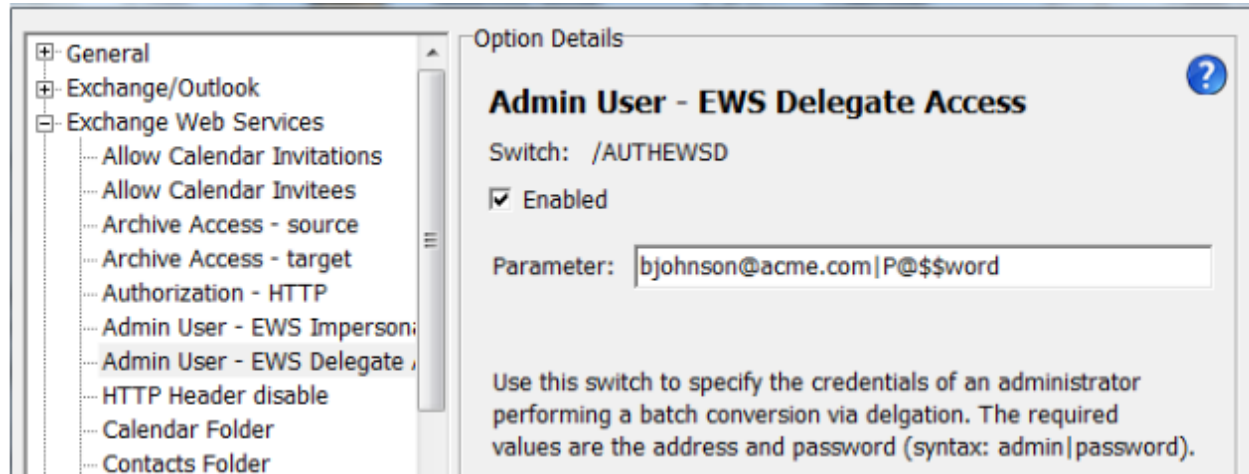 General
Exchange/Outlook
Exchange Web Services
Allow Calendar Invitations
Allow Calendar Invitees
Archive Access - source
Archive Access - target
Authorization - HTTP
Admin User - EWS Imperson
Admin User - EWS Delegate
HTTP Header disable
Calendar Folder
Contacts Folder
Option Details
?
Admin User - EWS Delegate Access
Switch: /AUTHEWSD
Enabled
Parameter: bjohnson@acme.com|P@$$word
Use this switch to specify the credentials of an administrator
performing a batch conversion via delgation. The required
values are the address and password (syntax: admin|password).